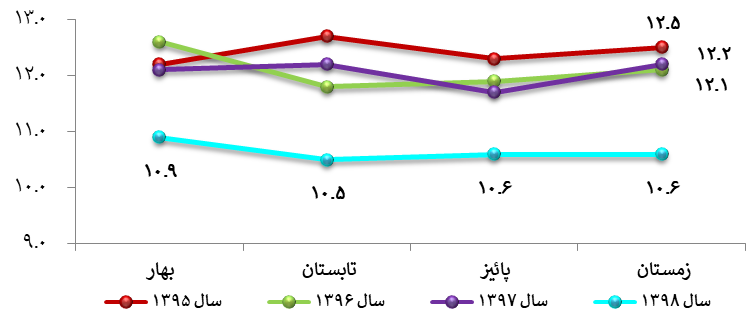 ۱۳.۰
۱۲.۰
۱۱.۰
۱۰.۰
۹.۰
۱۲.۵
۱۲.۲
۱۲.۱
۱۰.۹
۱۰.۵
۱۰.۶
۱۰.۶
بهار
تابستان
پائیز
زمستان
سال ۱۳۹۵
سال ۱۳۹۶
سال ۱۳۹۷
سال ۱۳۹۸